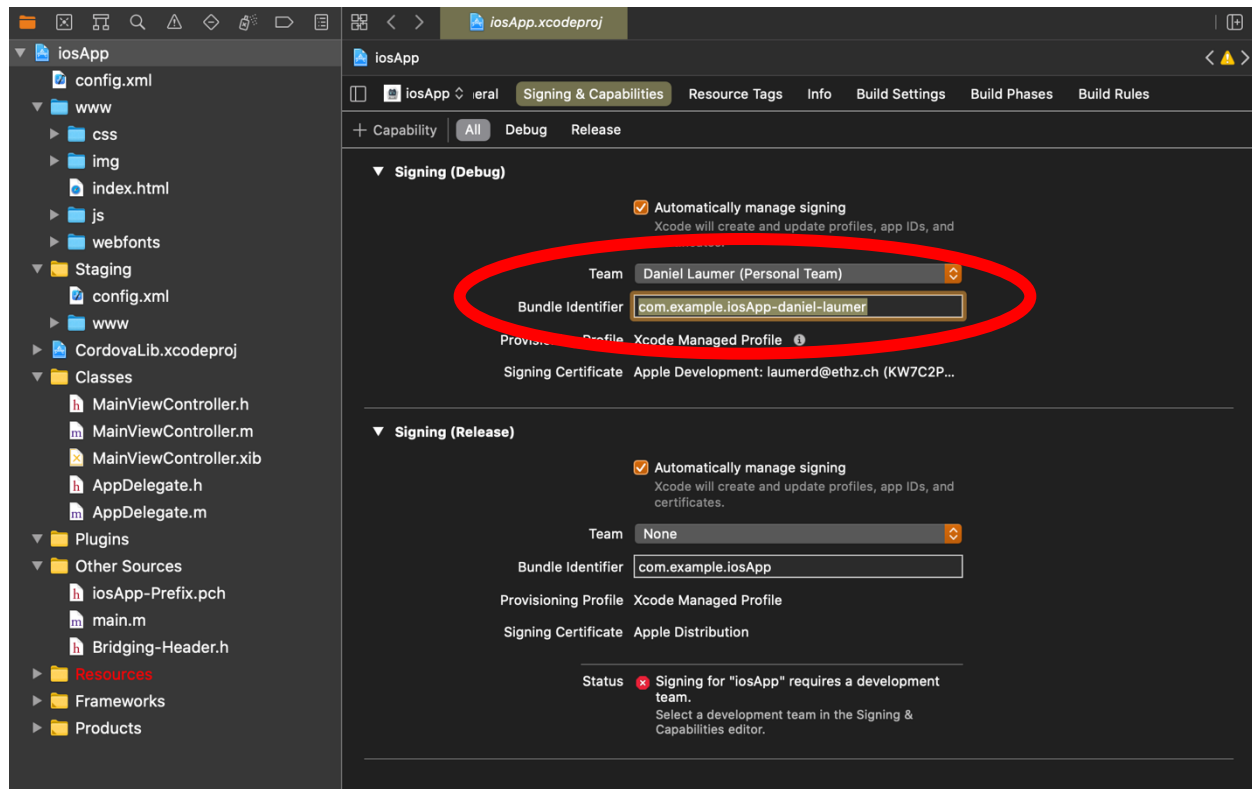 iosApp.xcodeproj
iosApp
config.xml
www
css
img
index.html
js
webfonts
Staging
config.xml
www
CordovaLib.xcodeproj
Classes
MainViewController.h
MainViewController.m
MainViewController.xib
AppDelegate.h
AppDelegate.m
Plugins
Other Sources
iosApp-Prefix.pch
main.m
Bridging-Header.h
Resources
Frameworks
Products
iosApp
iosApp eral Signing & Capabilities Resource Tags Info Build Settings Build Phases Build Rules
+ Capability All Debug Release
Signing (Debug)
Automatically manage signing
Xcode will create and update profiles, app IDs, and
Team Daniel Laumer (Personal Team)
Bundle Identifier com.example.iosApp-daniel-laumer
Provisioning Profile Xcode Managed Profile
Signing Certificate Apple Development: laumerd@ethz.ch (KW7C2P...
Signing (Release)
Automatically manage signing
Xcode will create and update profiles, app IDs, and
certificates.
Team None
Bundle Identifier com.example.iosApp
Provisioning Profile Xcode Managed Profile
Signing Certificate Apple Distribution
Status Signing for "iosApp" requires a development
team.
Select a development team in the Signing &
Capabilities editor.